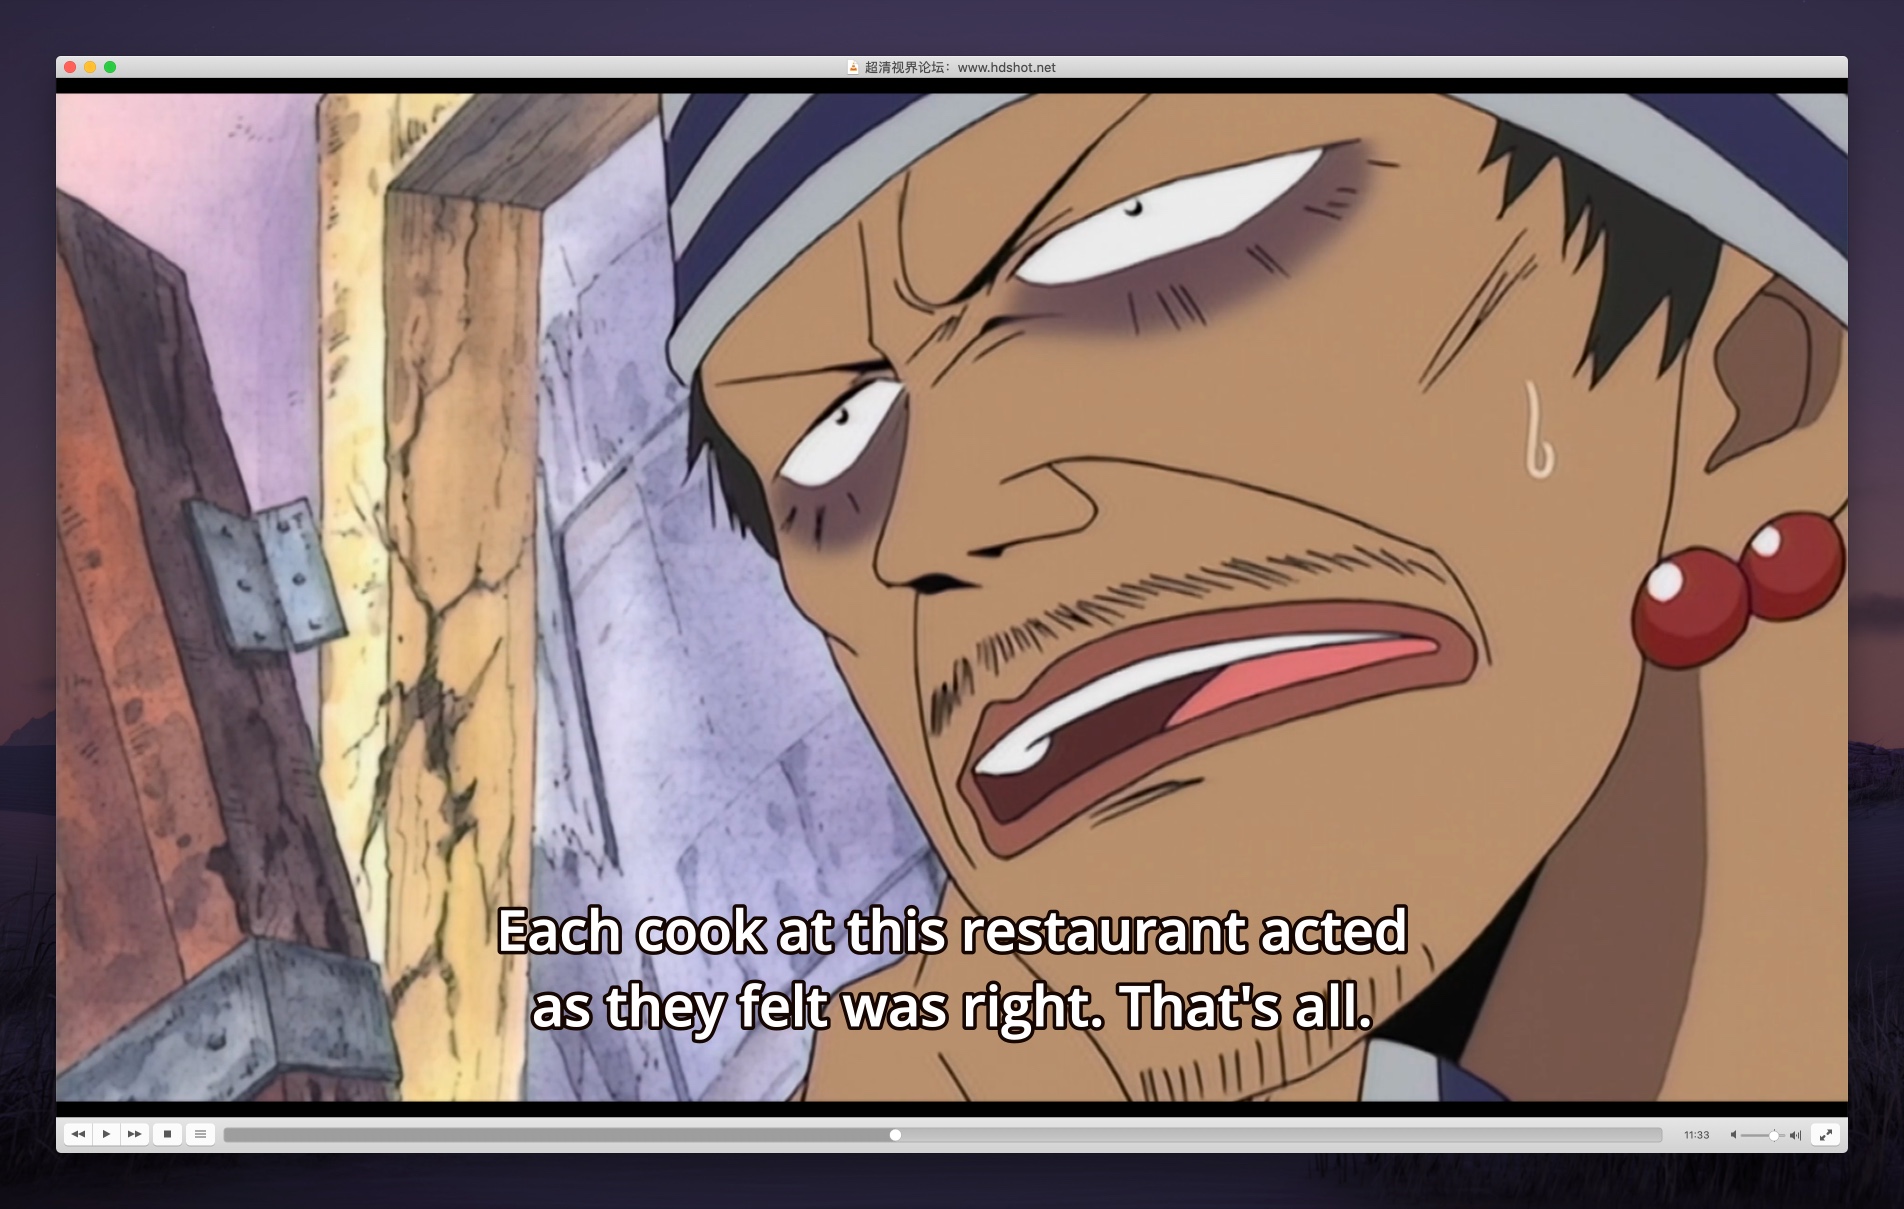 超清视界论坛：www.hdshot.net
Each cook at this restaurant acted
as they felt was right. That's all.
11:33